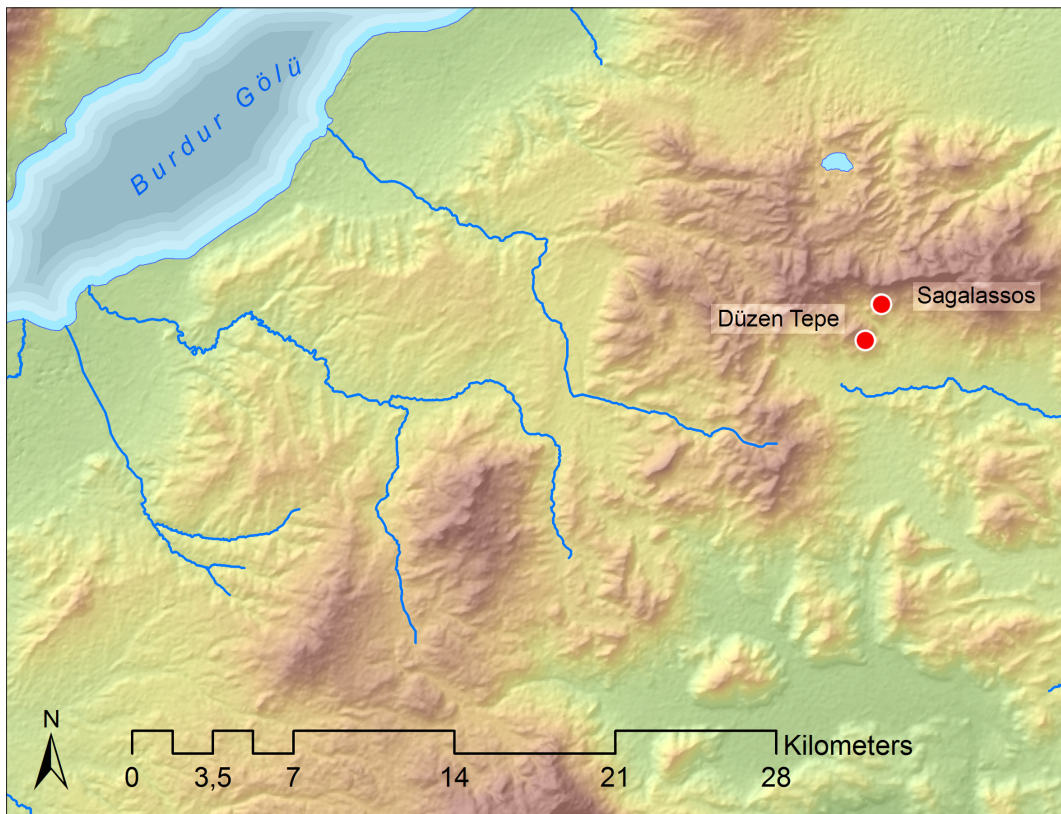 Burdur Gölü
Sagalassos
Düzen Tepe
N
Kilometers
0 3,5 7 14 21 28